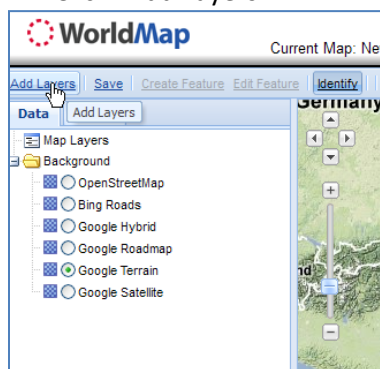 WorldMap
Current Map: Ne
Add Layers Save Create Feature Edit Feature Identify
Data Add Layers
Germany
Map Layers
Background
OpenStreetMap
Bing Roads
Google Hybrid
Google Roadmap
Google Terrain
Google Satellite